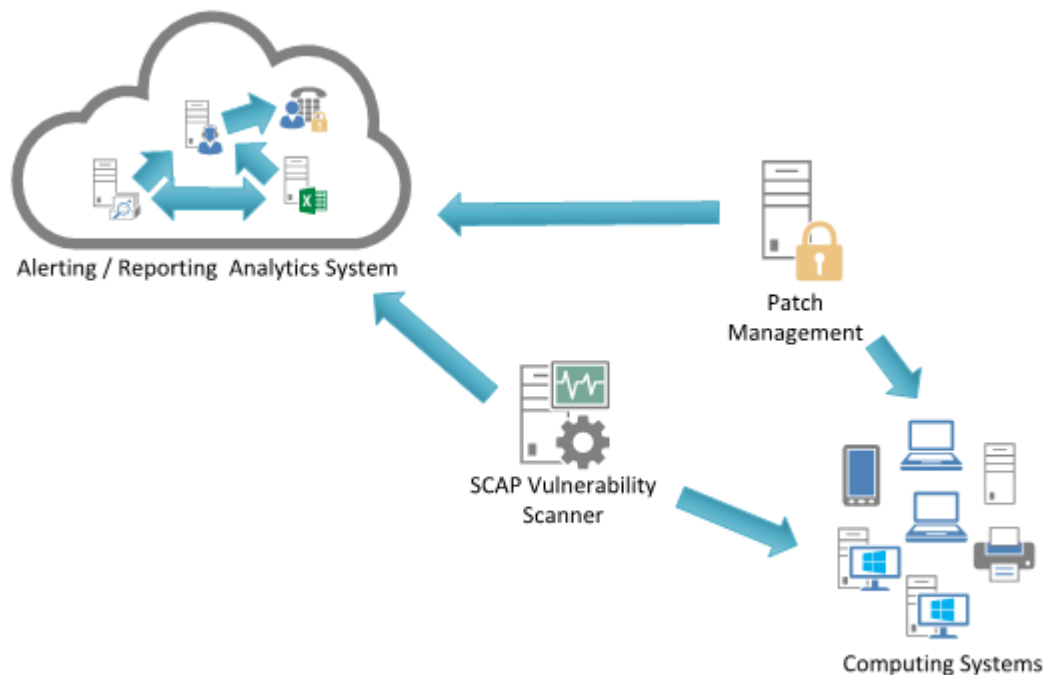 Alerting / Reporting Analytics System
Patch
Management
SCAP Vulnerability
Scanner
Computing Systems